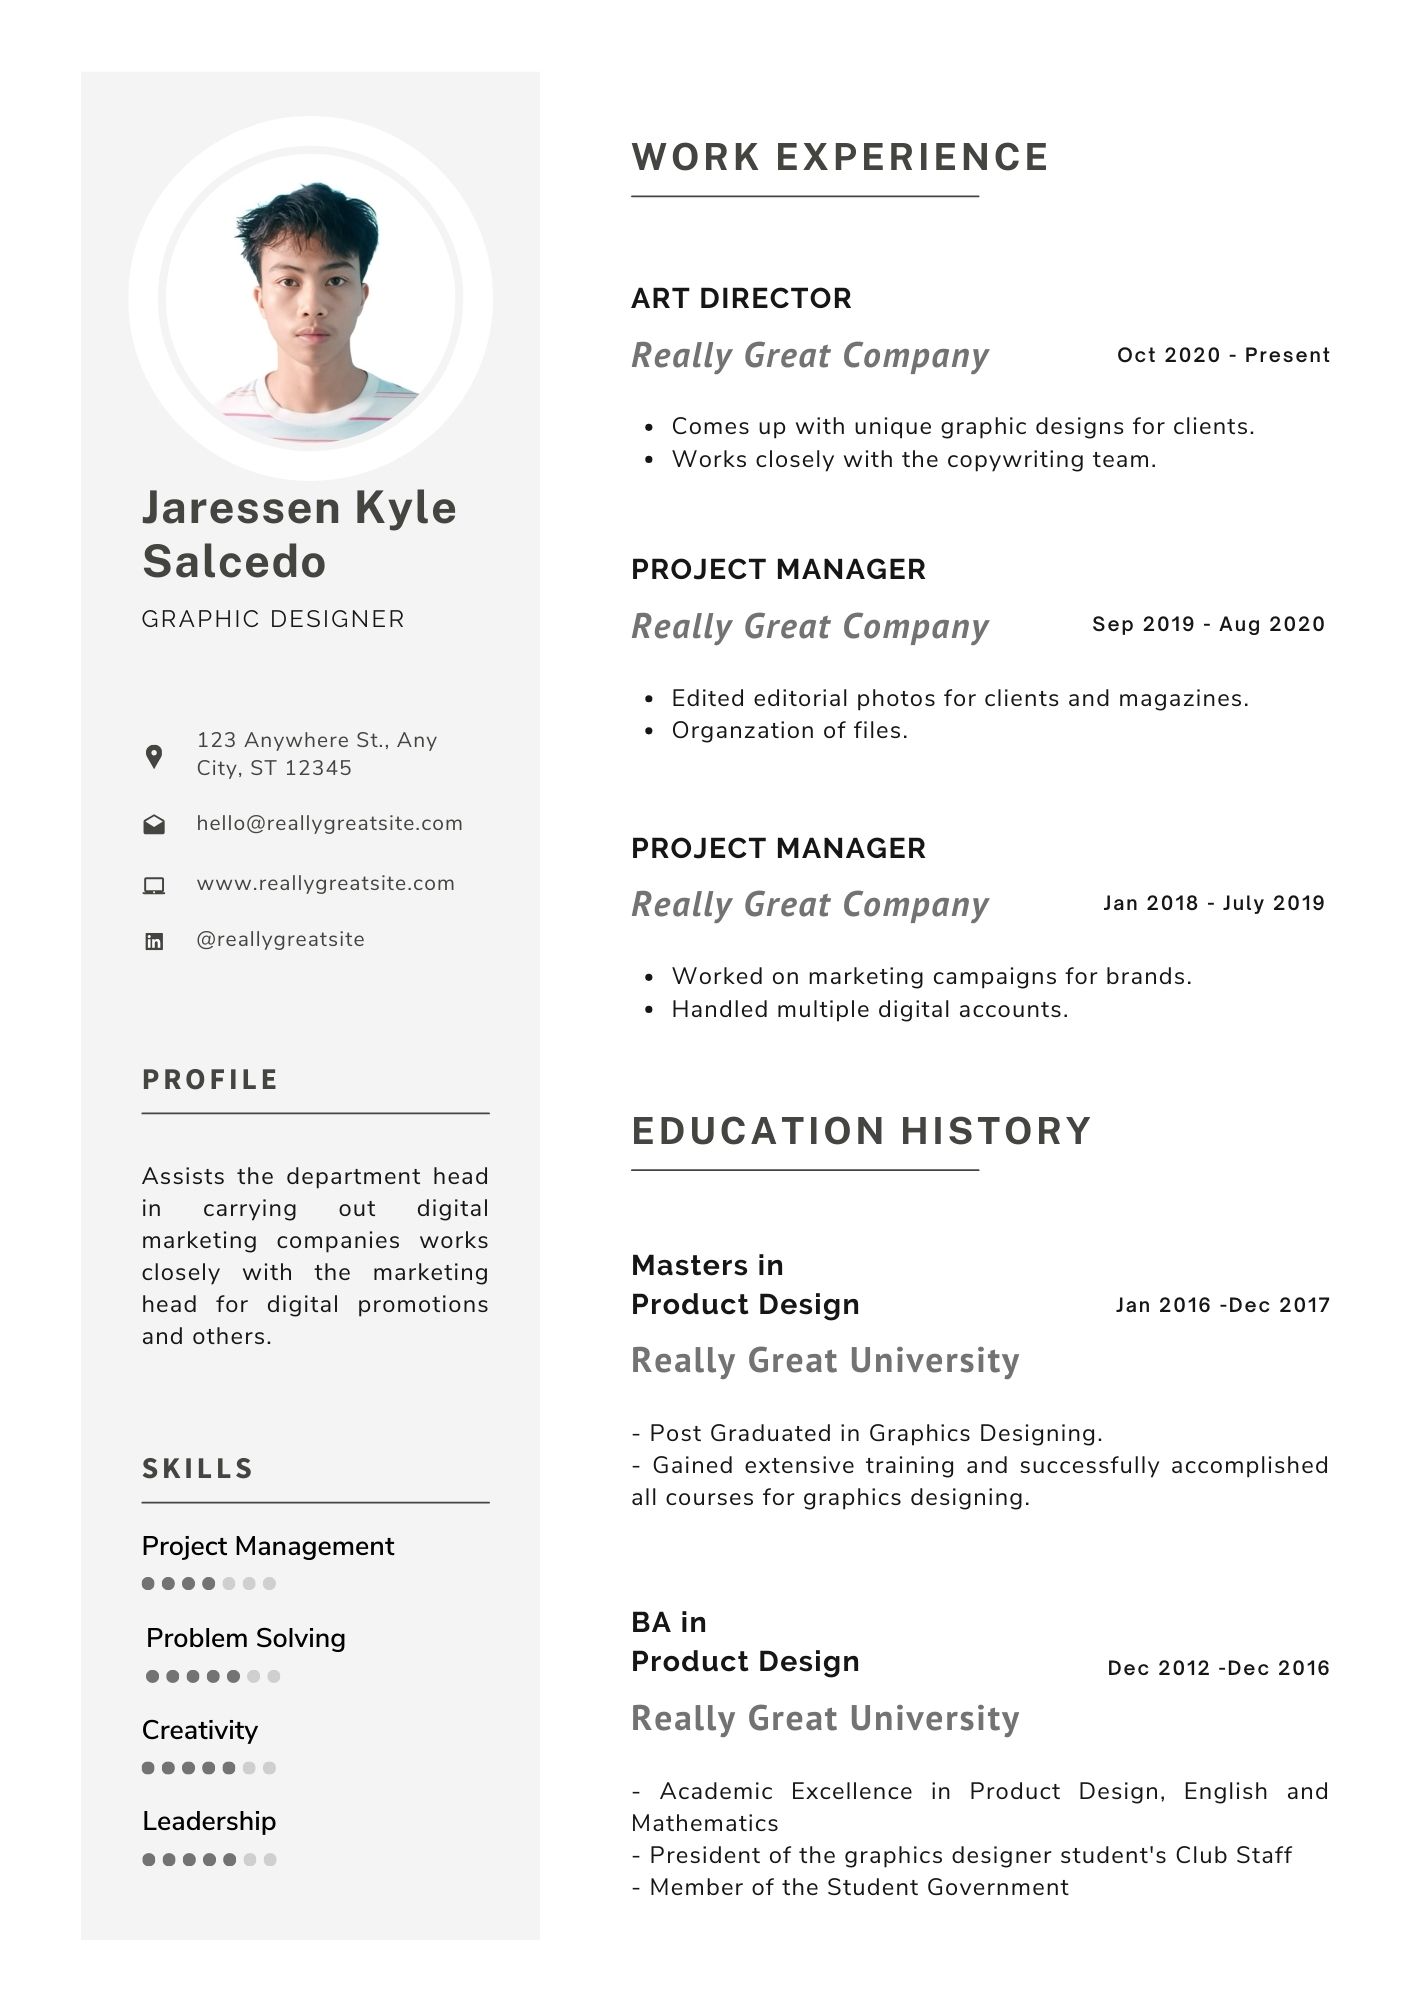 Jaressen Kyle
Salcedo
GRAPHIC DESIGNER
123 Anywhere St., Any
City, ST 12345
hello@reallygreatsite.com
www.reallygreatsite.com
@reallygreatsite
PROFILE
Assists the department head
in carrying out digital
marketing companies works
closely with the marketing
head for digital promotions
and others.
SKILLS
Project Management
Problem Solving
Creativity
Leadership
WORK EXPERIENCE
ART DIRECTOR
Really Great Company
Oct 2020 - Present
• Comes up with unique graphic designs for clients.
• Works closely with the copywriting team.
PROJECT MANAGER
Really Great Company
Sep 2019 - Aug 2020
• Edited editorial photos for clients and magazines.
• Organzation of files.
PROJECT MANAGER
Really Great Company
Jan 2018 - July 2019
• Worked on marketing campaigns for brands.
• Handled multiple digital accounts.
EDUCATION HISTORY
Masters in
Product Design
Jan 2016 -Dec 2017
Really Great University
- Post Graduated in Graphics Designing.
- Gained extensive training and successfully accomplished
all courses for graphics designing.
BA in
Product Design
Dec 2012 -Dec 2016
Really Great University
- Academic Excellence in Product Design, English and
Mathematics
- President of the graphics designer student's Club Staff
- Member of the Student Government